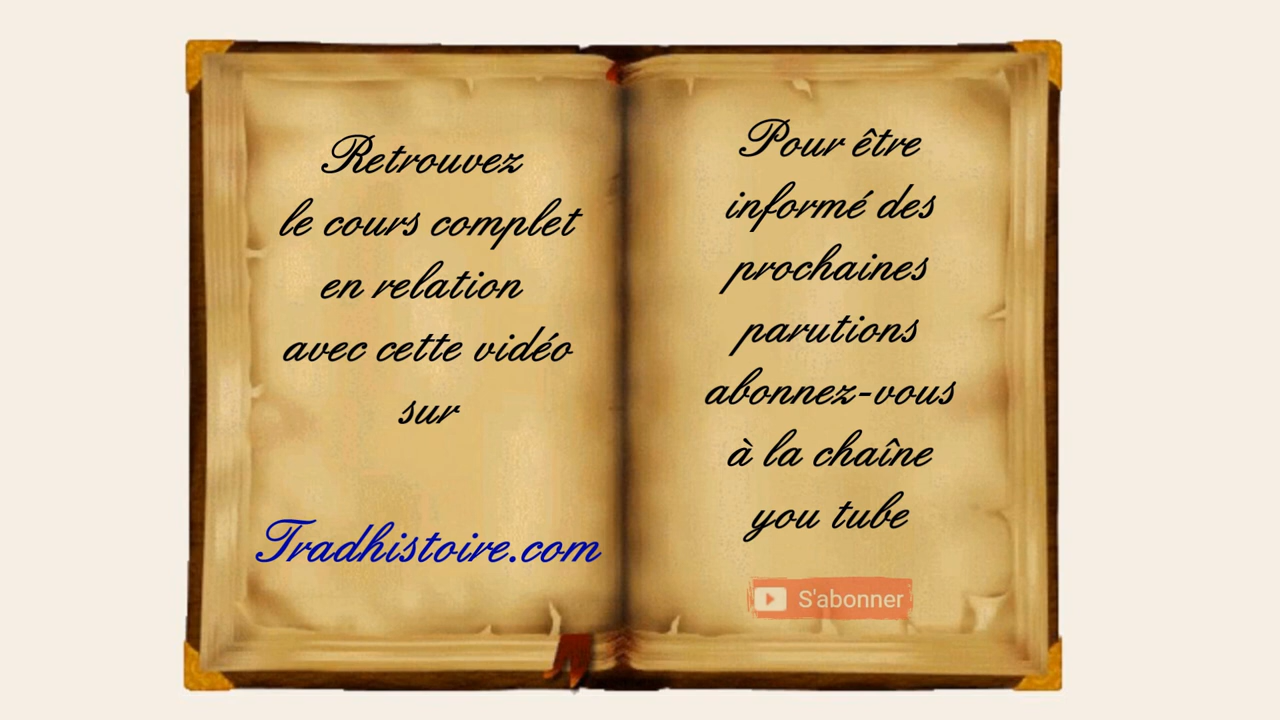 Retrouvez
le cours complet
en relation
avec cette vidéo
sur
Tradhistoire.com
Pour être
informé des
prochaines
parutions
abonnez-vous
à la chaîne
you tube
S'abonner